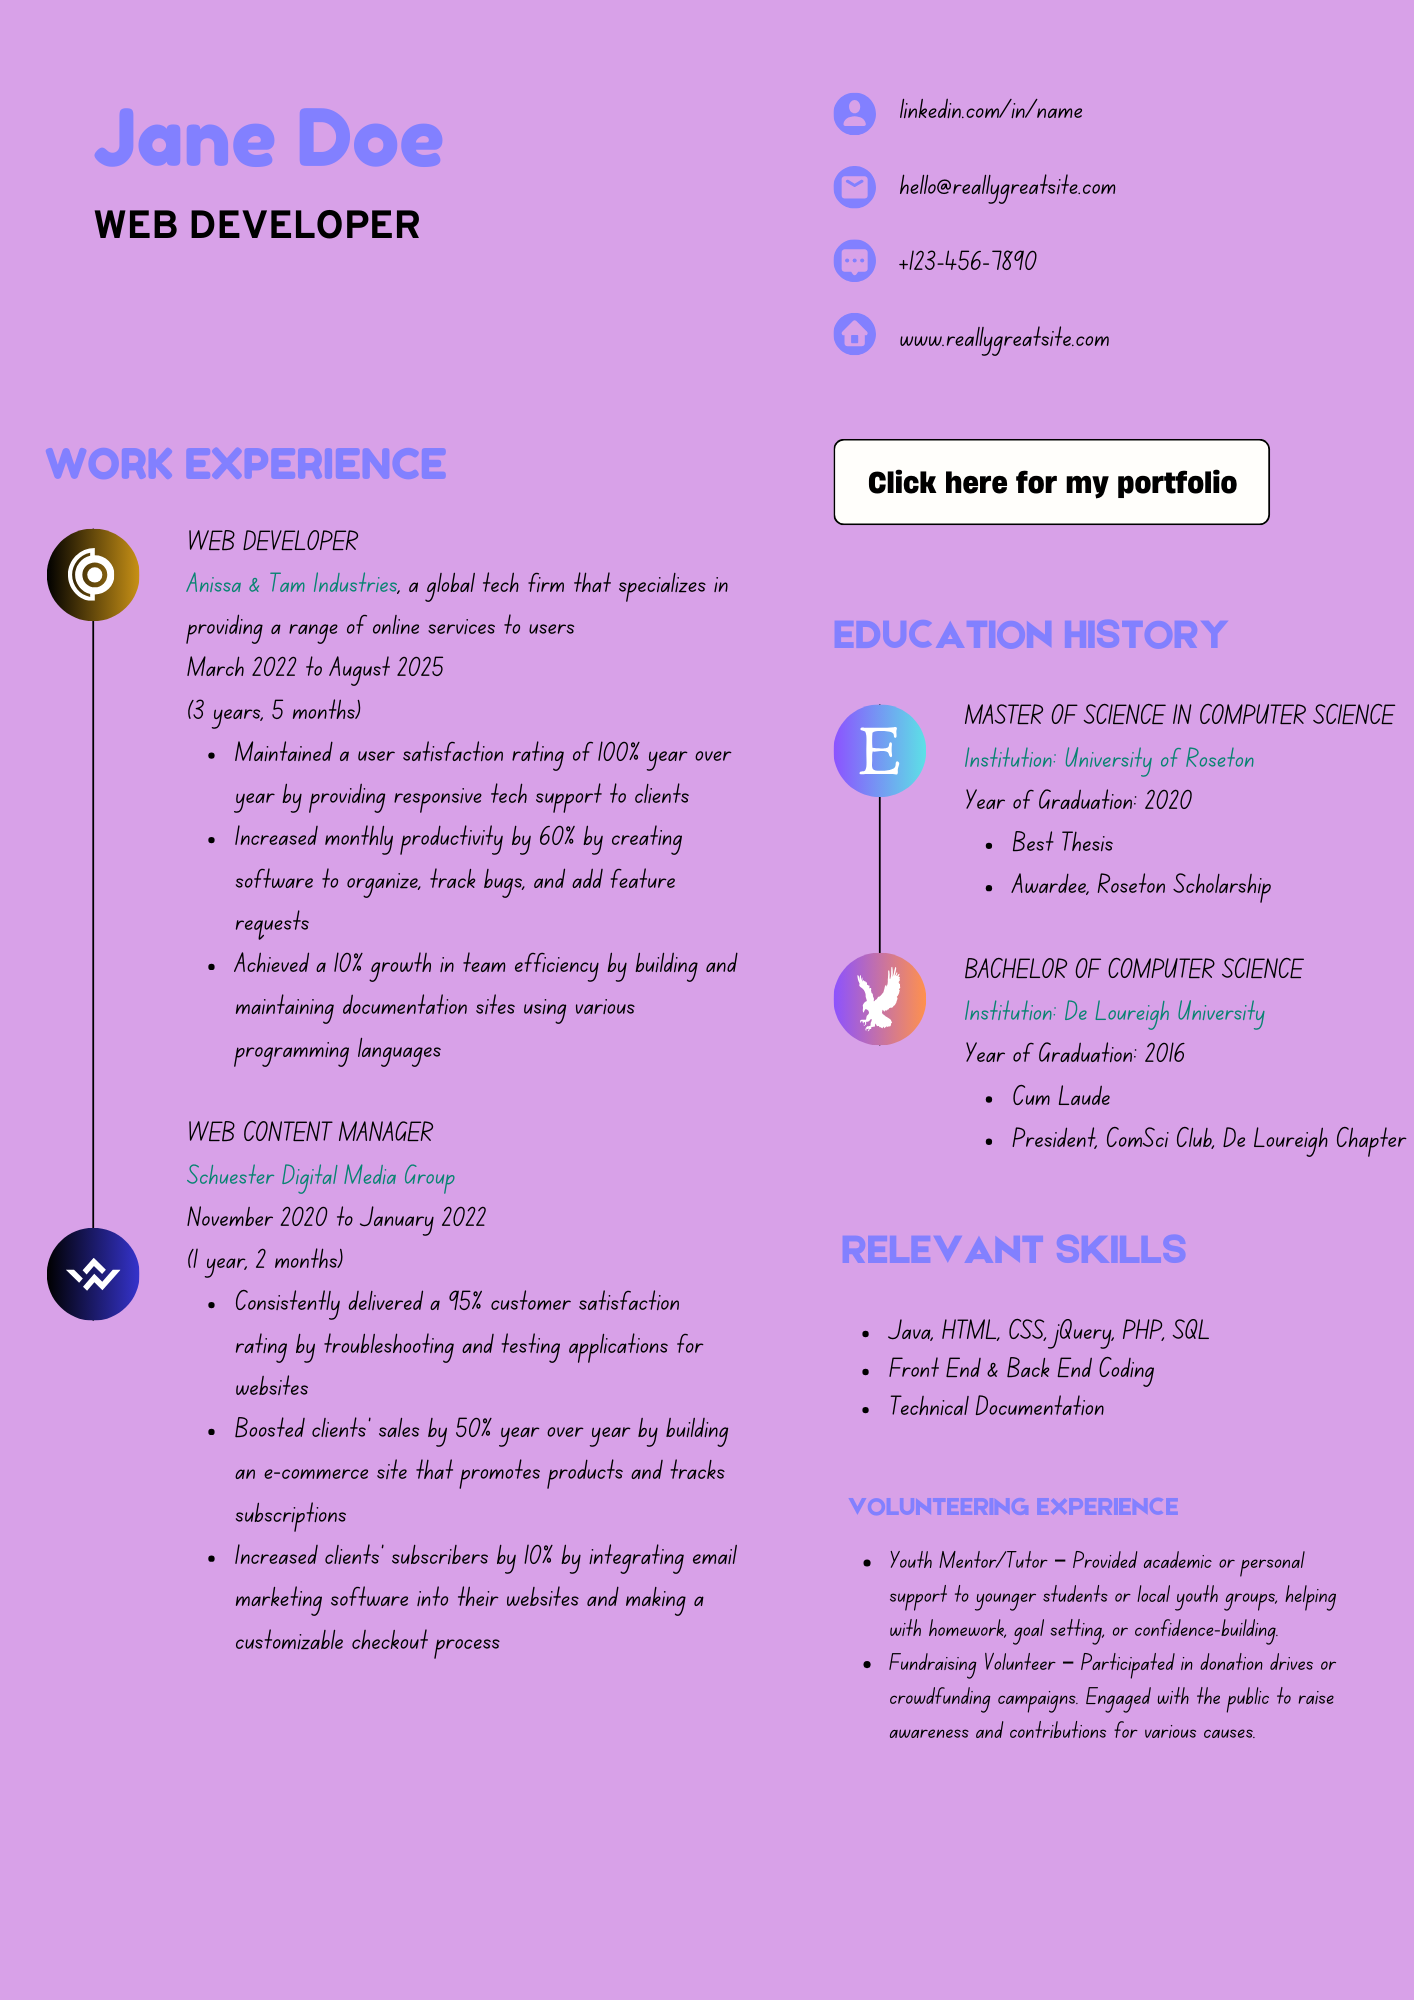 Jane Doe
WEB DEVELOPER
linkedin.com/in/name
hello@reallygreatsite.com
+123-456-7890
www.reallygreatsite.com
WORK EXPERIENCE
WEB DEVELOPER
Anissa & Tam Industries, a global tech firm that specializes in
providing a range of online services to users
March 2022 to August 2025
(3 years, 5 months)
• Maintained a user satisfaction rating of 100% year over
year by providing responsive tech support to clients
• Increased monthly productivity by 60% by creating
software to organize, track bugs, and add feature
requests
• Achieved a 10% growth in team efficiency by building and
maintaining documentation sites using various
programming languages
WEB CONTENT MANAGER
Schuester Digital Media Group
November 2020 to January 2022
(1 year, 2 months)
• Consistently delivered a 95% customer satisfaction
rating by troubleshooting and testing applications for
websites
• Boosted clients' sales by 50% year over year by building
an e-commerce site that promotes products and tracks
subscriptions
• Increased clients' subscribers by 10% by integrating email
marketing software into their websites and making a
customizable checkout process
Click here for my portfolio
EDUCATION HISTORY
E
MASTER OF SCIENCE IN COMPUTER SCIENCE
Institution: University of Roseton
Year of Graduation: 2020
• Best Thesis
• Awardee, Roseton Scholarship
BACHELOR OF COMPUTER SCIENCE
Institution: De Loureigh University
Year of Graduation: 2016
• Cum Laude
• President, ComSci Club, De Loureigh Chapter
RELEVANT SKILLS
• Java, HTML, CSS, jQuery, PHP, SQL
• Front End & Back End Coding
• Technical Documentation
VOLUNTEERING EXPERIENCE
• Youth Mentor/Tutor – Provided academic or personal
support to younger students or local youth groups, helping
with homework, goal setting, or confidence-building.
• Fundraising Volunteer – Participated in donation drives or
crowdfunding campaigns. Engaged with the public to raise
awareness and contributions for various causes.